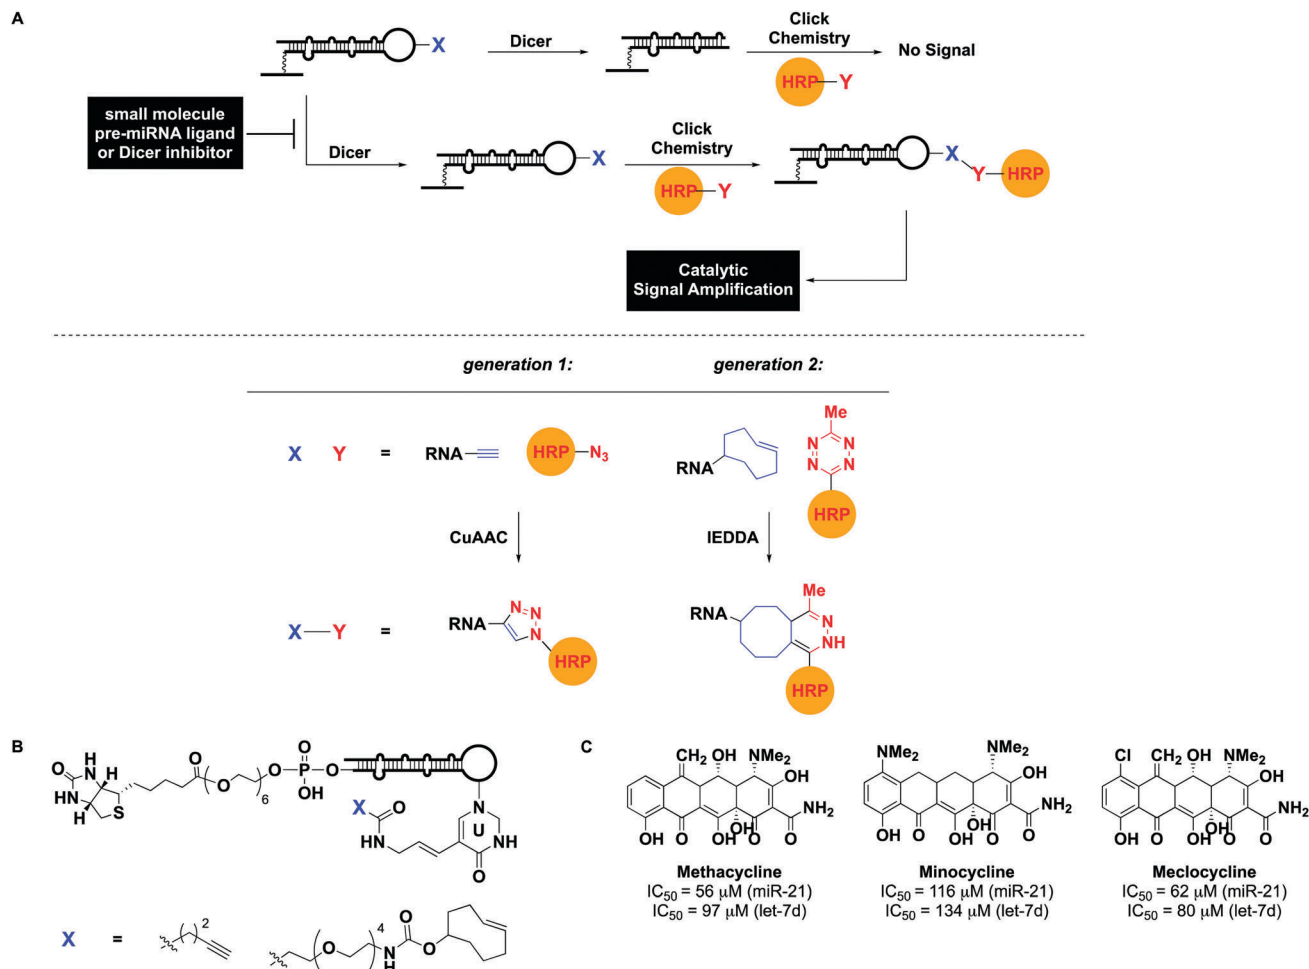 A
X
Dicer
Click
Chemistry
HRP
Y
No Signal
small molecule
pre-miRNA ligand
or Dicer inhibitor
Dicer
X
Click
Chemistry
HRP
Y
X
Y
HRP
Catalytic
Signal Amplification
generation 1:
generation 2:
X Y =
RNA
HRP
N3
RNA
Me
N N
N N
HRP
CuAAC
IEDDA
X Y =
RNA
N
N
N
HRP
RNA
Me
N
NH
HRP
B
O
H
N
N
H
H
H
S
O
O
6
O
O
P
OH
O
X
O
N
H
N
U
NH
O
X =
2
O
4
N
H
O
O
C
CH2 OH NMe2
OH
NH2
OH O OH OH O O
Methacycline
IC50 = 56 μM (miR-21)
IC50 = 97 μM (let-7d)
NMe2 NMe2
OH
NH2
OH O OH OH O O
Minocycline
IC50 = 116 μM (miR-21)
IC50 = 134 μM (let-7d)
Cl CH2 OH NMe2
OH
NH2
OH O OH OH O O
Meclocycline
IC50 = 62 μM (miR-21)
IC50 = 80 μM (let-7d)